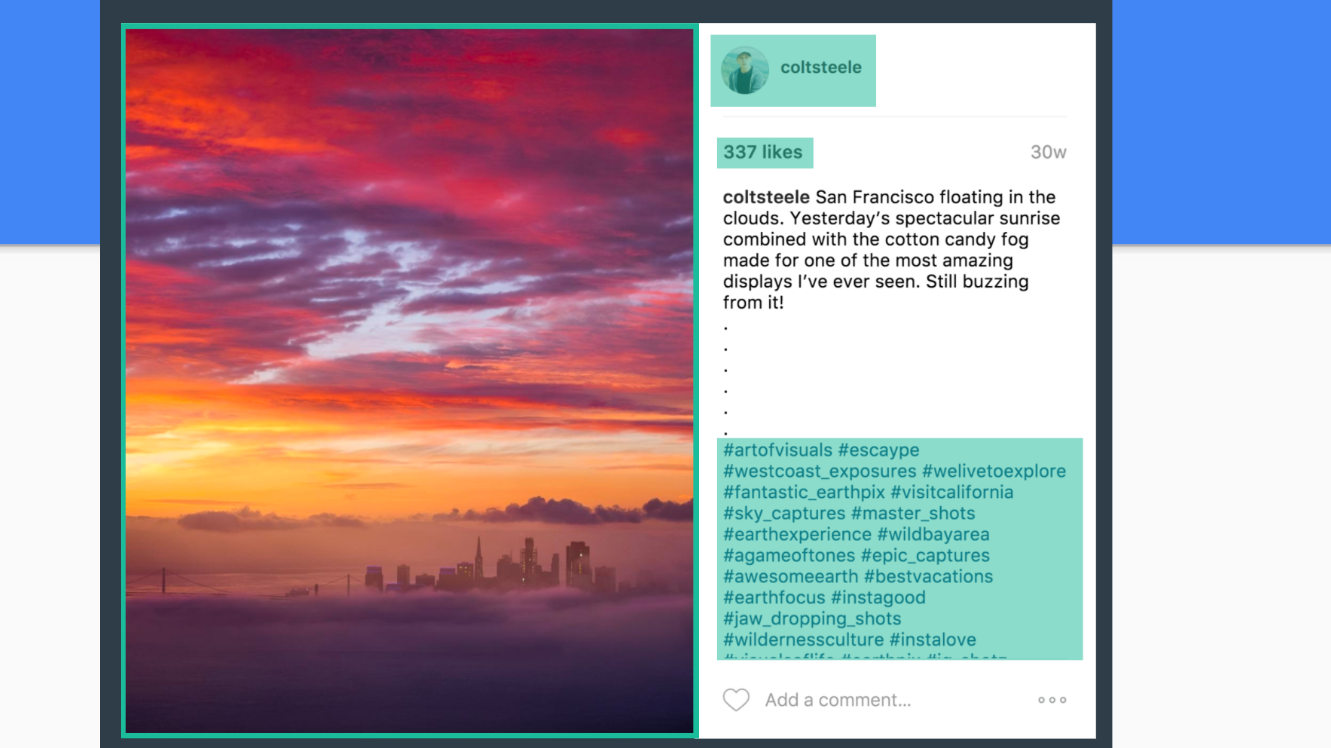 coltsteele
337 likes 30w
coltsteele San Francisco floating in the
clouds. Yesterday’s spectacular sunrise
combined with the cotton candy fog
made for one of the most amazing
displays I’ve ever seen. Still buzzing
from it!
.
.
.
.
.
.
#artofvisuals #escaype
#westcoast_exposures #welivetoexplore
#fantastic_earthpix #visitcalifornia
#sky_captures #master_shots
#earthexperience #wildbayarea
#agameoftones #epic_captures
#awesomeearth #bestvacations
#earthfocus #instagood
#jaw_dropping_shots
#wildernessculture #instalove
Add a comment...